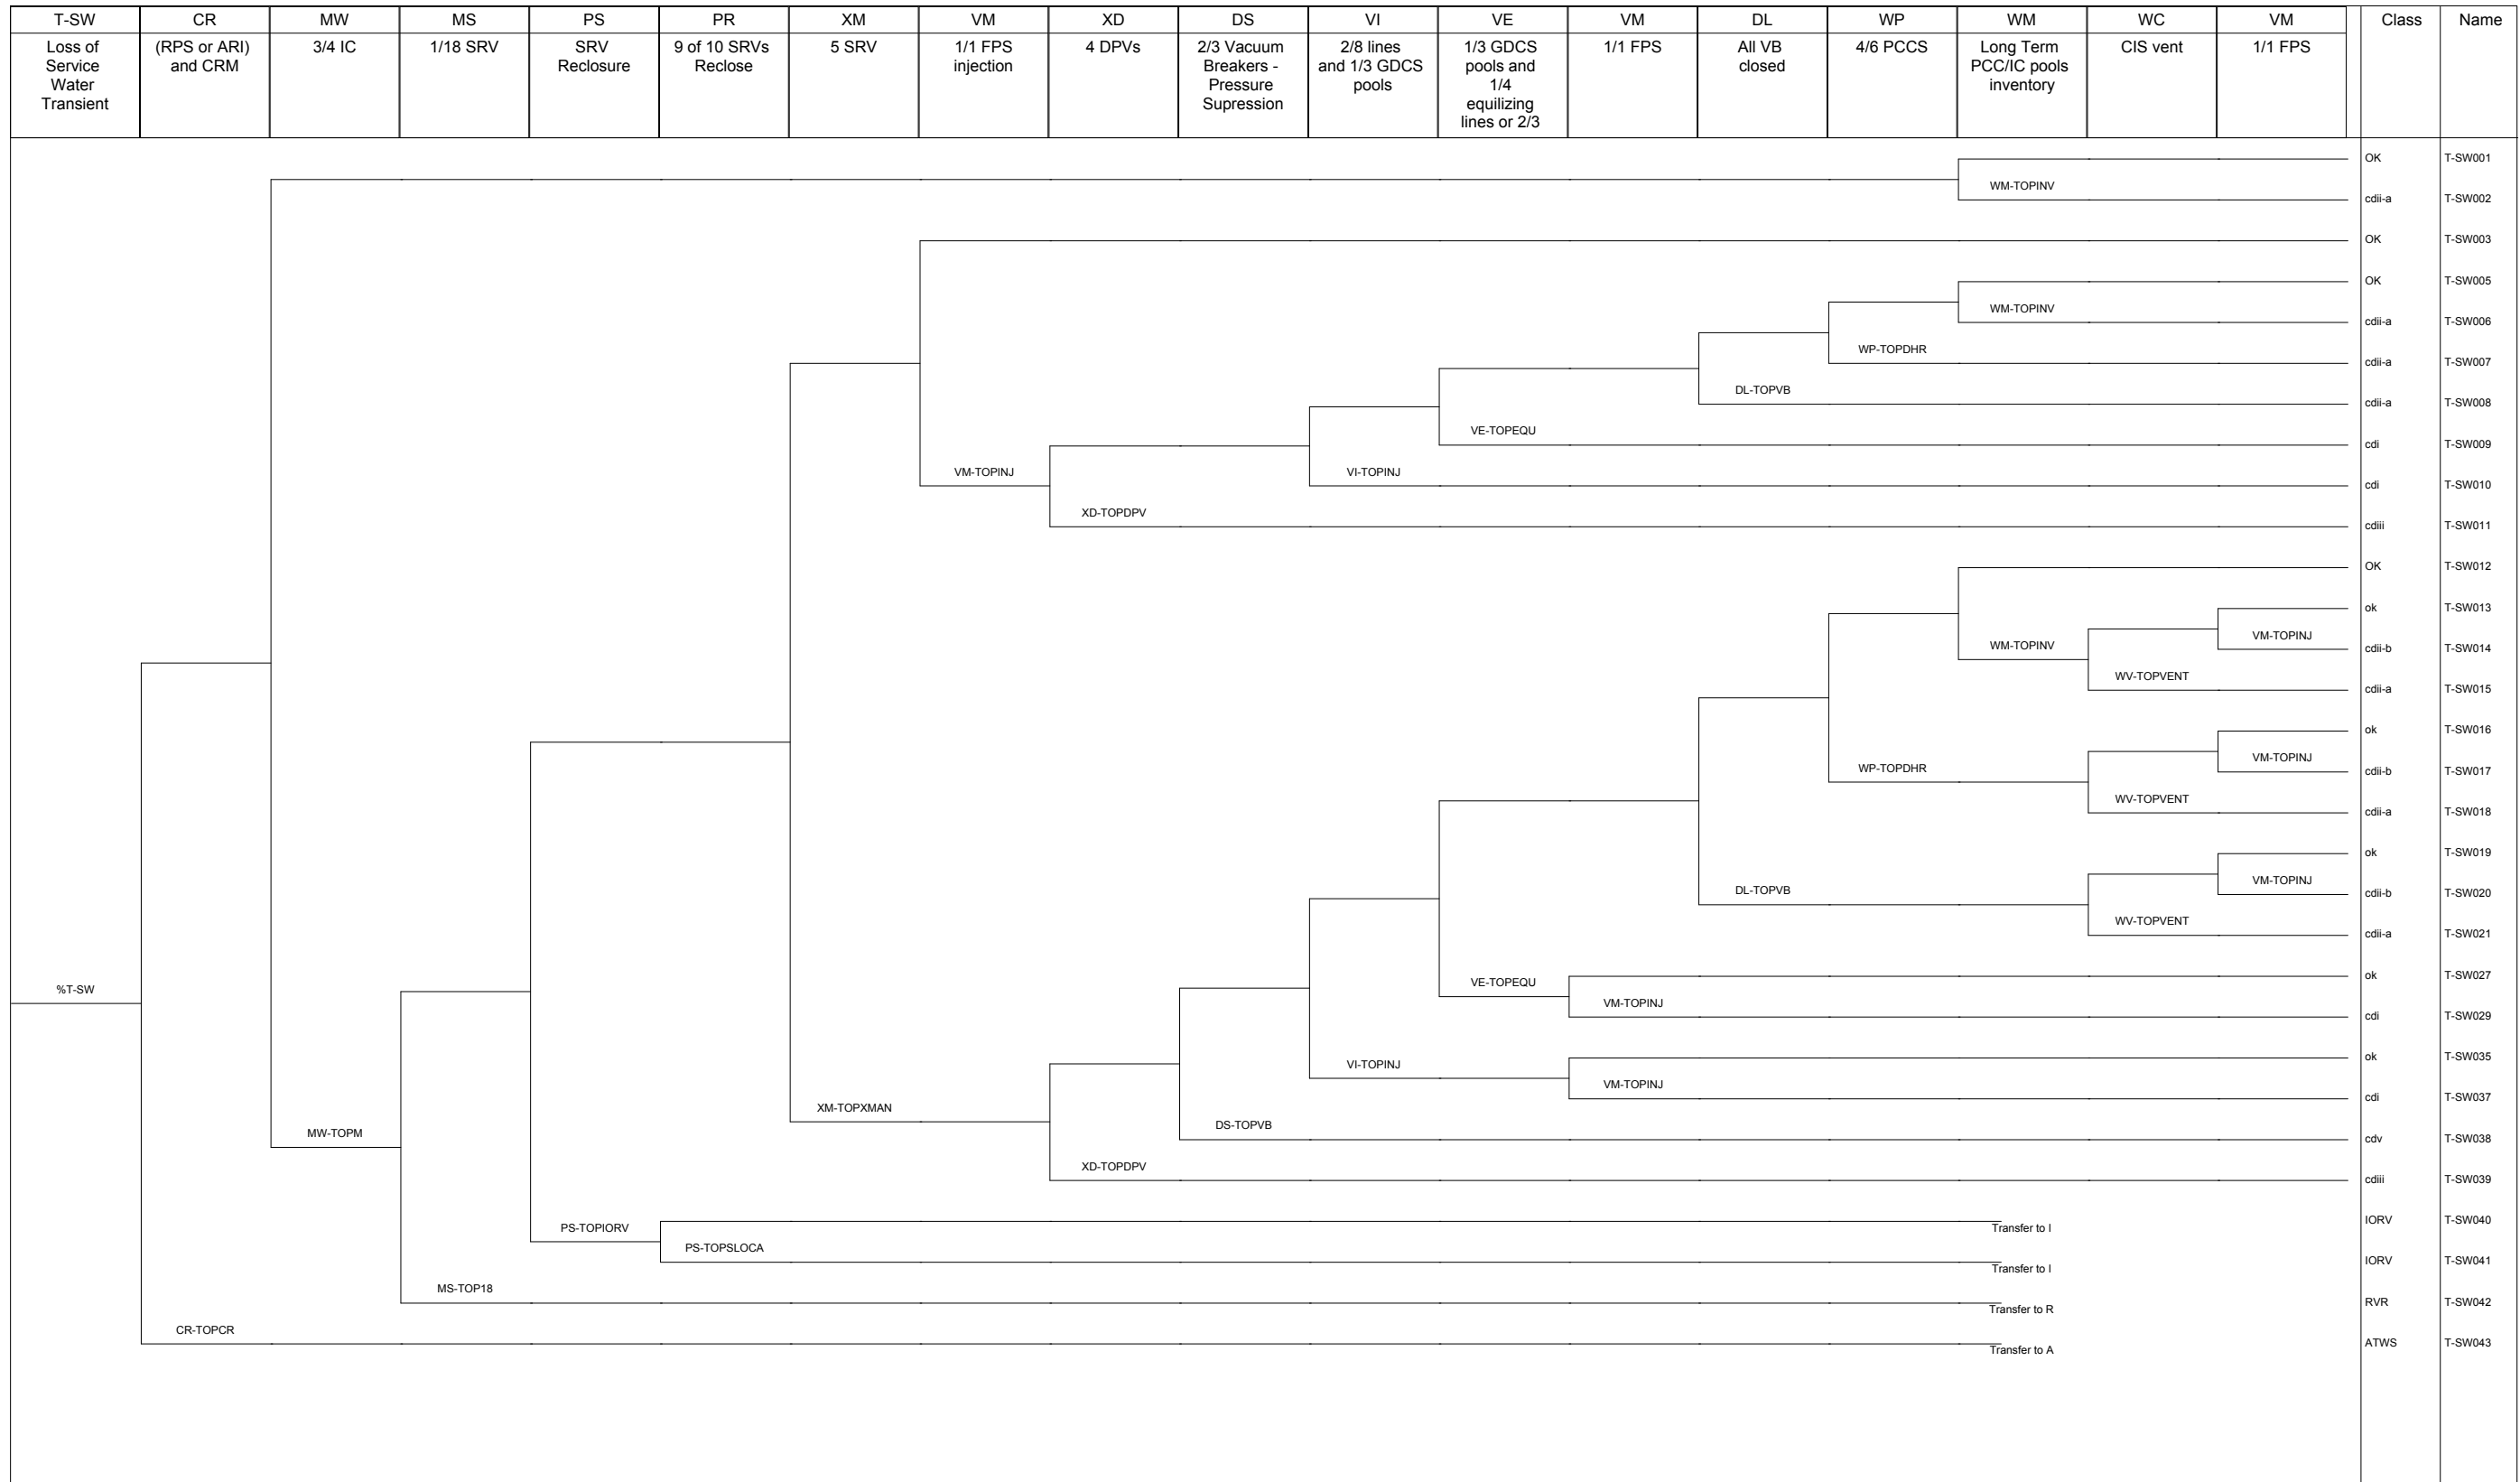 T-SW CR MW MS PS PR XM VM XD DS VI VE VM DL WP WM WC VM Class Name
Loss of
Service
Water
Transient
(RPS or ARI)
and CRM
3/4 IC
1/18 SRV
SRV
Reclosure
9 of 10 SRVs
Reclose
5 SRV
1/1 FPS
injection
4 DPVs
2/3 Vacuum
Breakers -
Pressure
Supression
2/8 lines
and 1/3 GDCS
pools
1/3 GDCS
pools and
1/4
equilizing
lines or 2/3
1/1 FPS
All VB
closed
4/6 PCCS
Long Term
PCC/IC pools
inventory
CIS vent
1/1 FPS
OK T-SW001
WM-TOPINV
cdii-a T-SW002
OK T-SW003
OK T-SW005
WM-TOPINV
cdii-a T-SW006
WP-TOPDHR
cdii-a T-SW007
DL-TOPVB
cdii-a T-SW008
VE-TOPEQU
cdi T-SW009
VM-TOPINJ VI-TOPINJ
cdi T-SW010
XD-TOPDPV
cdiii T-SW011
OK T-SW012
ok T-SW013
VM-TOPINJ
WM-TOPINV
cdii-b T-SW014
WV-TOPVENT
cdii-a T-SW015
ok T-SW016
VM-TOPINJ
WP-TOPDHR
cdii-b T-SW017
WV-TOPVENT
cdii-a T-SW018
ok T-SW019
VM-TOPINJ
DL-TOPVB
cdii-b T-SW020
WV-TOPVENT
cdii-a T-SW021
ok T-SW027
%T-SW VE-TOPEQU
VM-TOPINJ
cdi T-SW029
ok T-SW035
VI-TOPINJ
VM-TOPINJ
cdi T-SW037
XM-TOPXMAN
DS-TOPVB
MW-TOPM
cdv T-SW038
XD-TOPDPV
cdiii T-SW039
IORV T-SW040
PS-TOPIORV Transfer to I
PS-TOPSLOCA
IORV T-SW041
Transfer to I
MS-TOP18
RVR T-SW042
Transfer to R
CR-TOPCR
ATWS T-SW043
Transfer to A